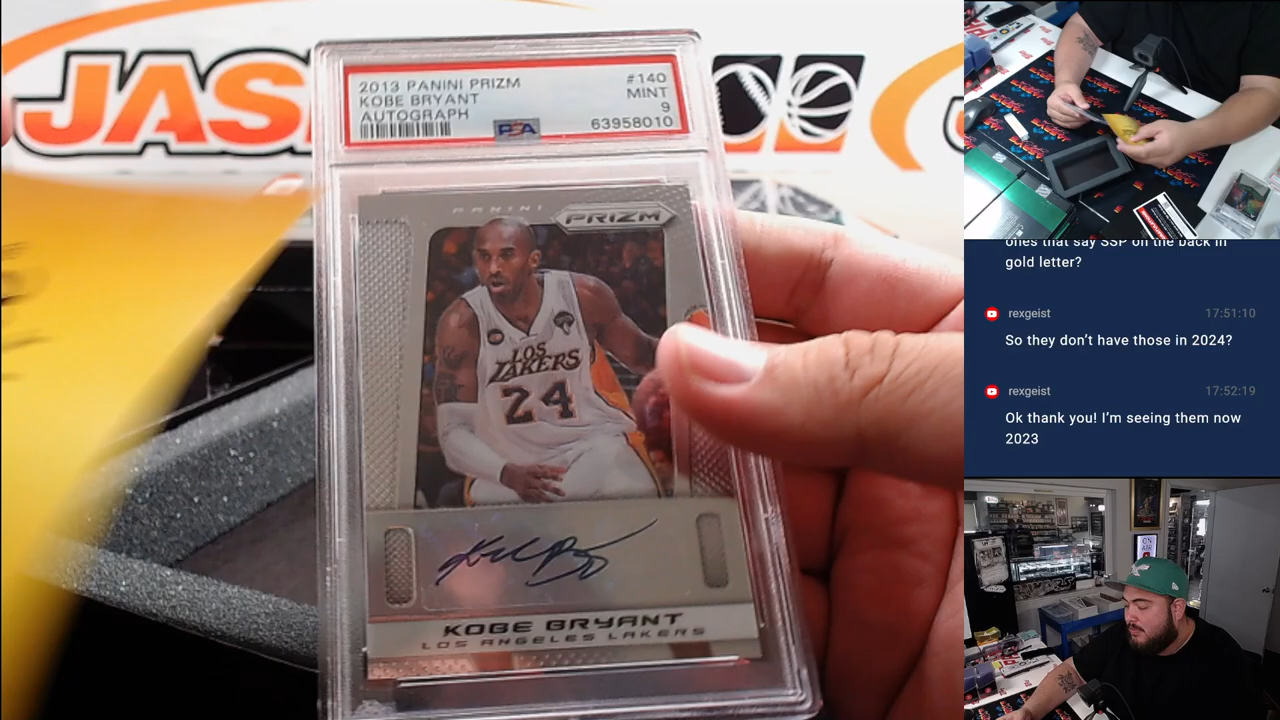 JAS
2013 PANINI PRIZM
KOBE BRYANT
AUTOGRAPH
#140
MINT
9
PSA
63958010
PANINI
PRIZM
LOS
LAKERS
24
KOBE BRYANT
LOS ANGELES LAKERS
ones that say SSP on the back in
gold letter?
rexgeist
17:51:10
So they don't have those in 2024?
rexgeist
17:52:19
Ok thank you! I'm seeing them now
2023
ON
AIR